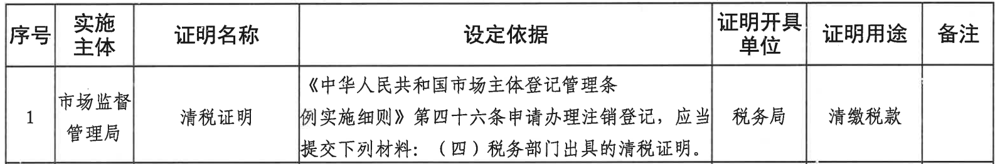 序号 实施主体 证明名称 设定依据 证明开具单位 证明用途 备注
1 市场监督管理局 清税证明 《中华人民共和国市场主体登记管理条
例实施细则》第四十六条申请办理注销登记，应当
提交下列材料：（四）税务部门出具的清税证明。 税务局 清缴税款